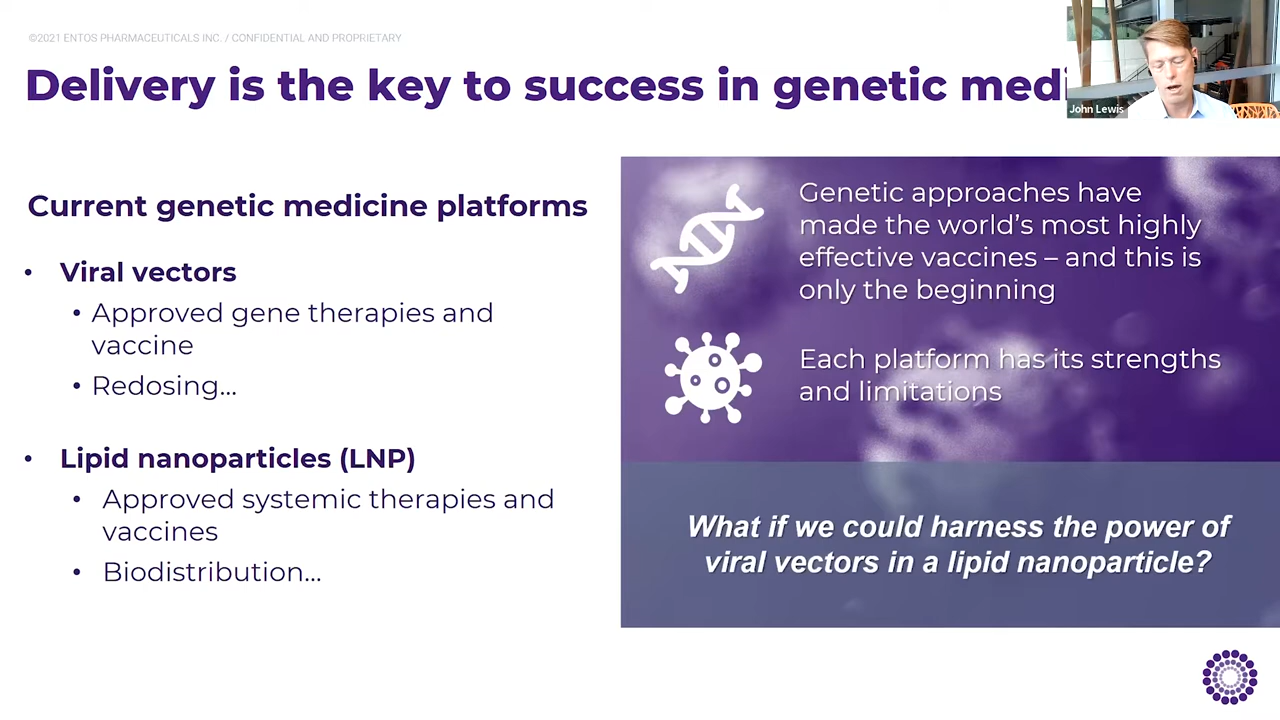 ©2021 ENTOS PHARMACEUTICALS INC. / CONFIDENTIAL AND PROPRIETARY
Delivery is the key to success in genetic medi
John Lewis
Current genetic medicine platforms
• Viral vectors
• Approved gene therapies and
vaccine
• Redosing...
• Lipid nanoparticles (LNP)
• Approved systemic therapies and
vaccines
• Biodistribution...
Genetic approaches have
made the world's most highly
effective vaccines – and this is
only the beginning
Each platform has its strengths
and limitations
What if we could harness the power of
viral vectors in a lipid nanoparticle?